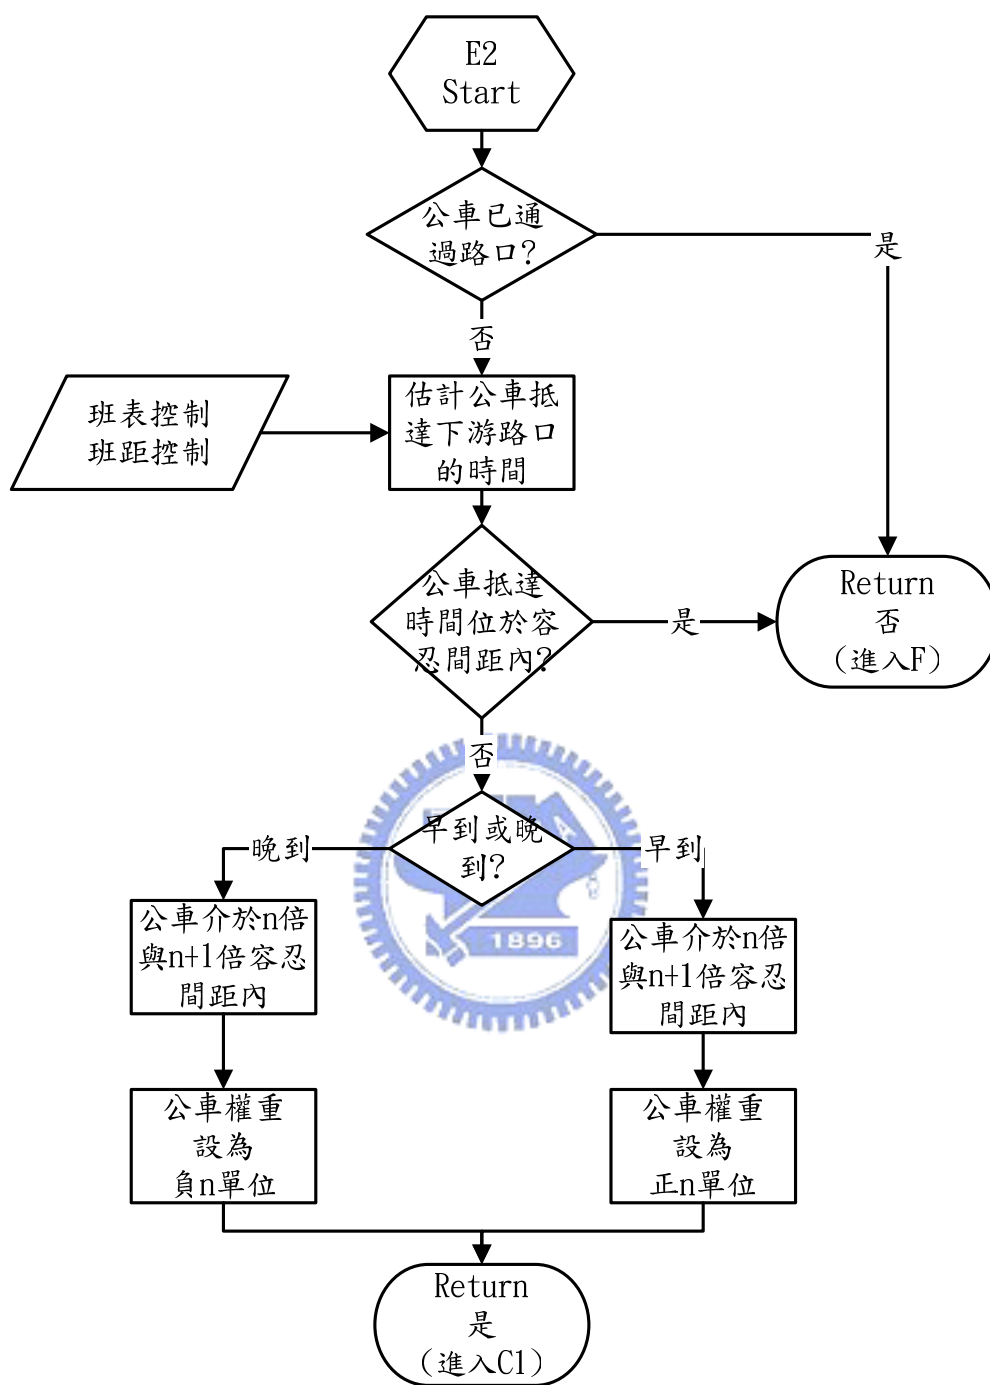 E2
Start
公車已通
過路口?
是
否
班表控制
班距控制
估計公車抵
達下游路口
的時間
公車抵達
時間位於容
忍間距內?
是
Return
否
(進入F)
否
早到或晚
到?
晚到
早到
公車介於n倍
與n+1倍容忍
間距內
1896
公車介於n倍
與n+1倍容忍
間距內
公車權重
設為
負n單位
公車權重
設為
正n單位
Return
是
(進入C1)